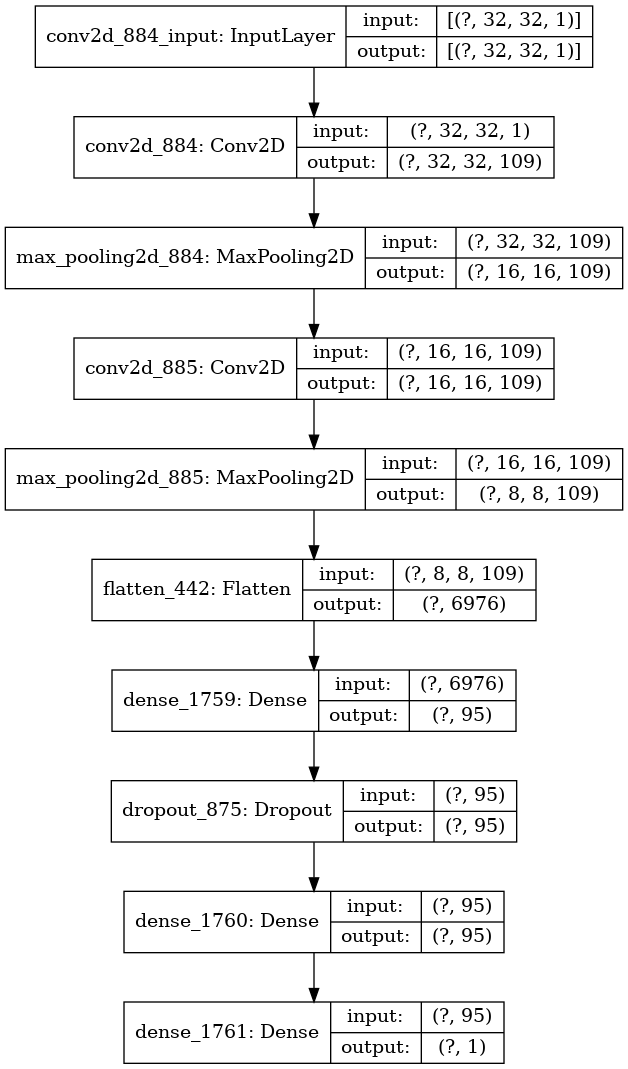 conv2d_884_input: InputLayer
input: [(?, 32, 32, 1)]
output: [(?, 32, 32, 1)]
conv2d_884: Conv2D
input: (?, 32, 32, 1)
output: (?, 32, 32, 109)
max_pooling2d_884: MaxPooling2D
input: (?, 32, 32, 109)
output: (?, 16, 16, 109)
conv2d_885: Conv2D
input: (?, 16, 16, 109)
output: (?, 16, 16, 109)
max_pooling2d_885: MaxPooling2D
input: (?, 16, 16, 109)
output: (?, 8, 8, 109)
flatten_442: Flatten
input: (?, 8, 8, 109)
output: (?, 6976)
dense_1759: Dense
input: (?, 6976)
output: (?, 95)
dropout_875: Dropout
input: (?, 95)
output: (?, 95)
dense_1760: Dense
input: (?, 95)
output: (?, 95)
dense_1761: Dense
input: (?, 95)
output: (?, 1)